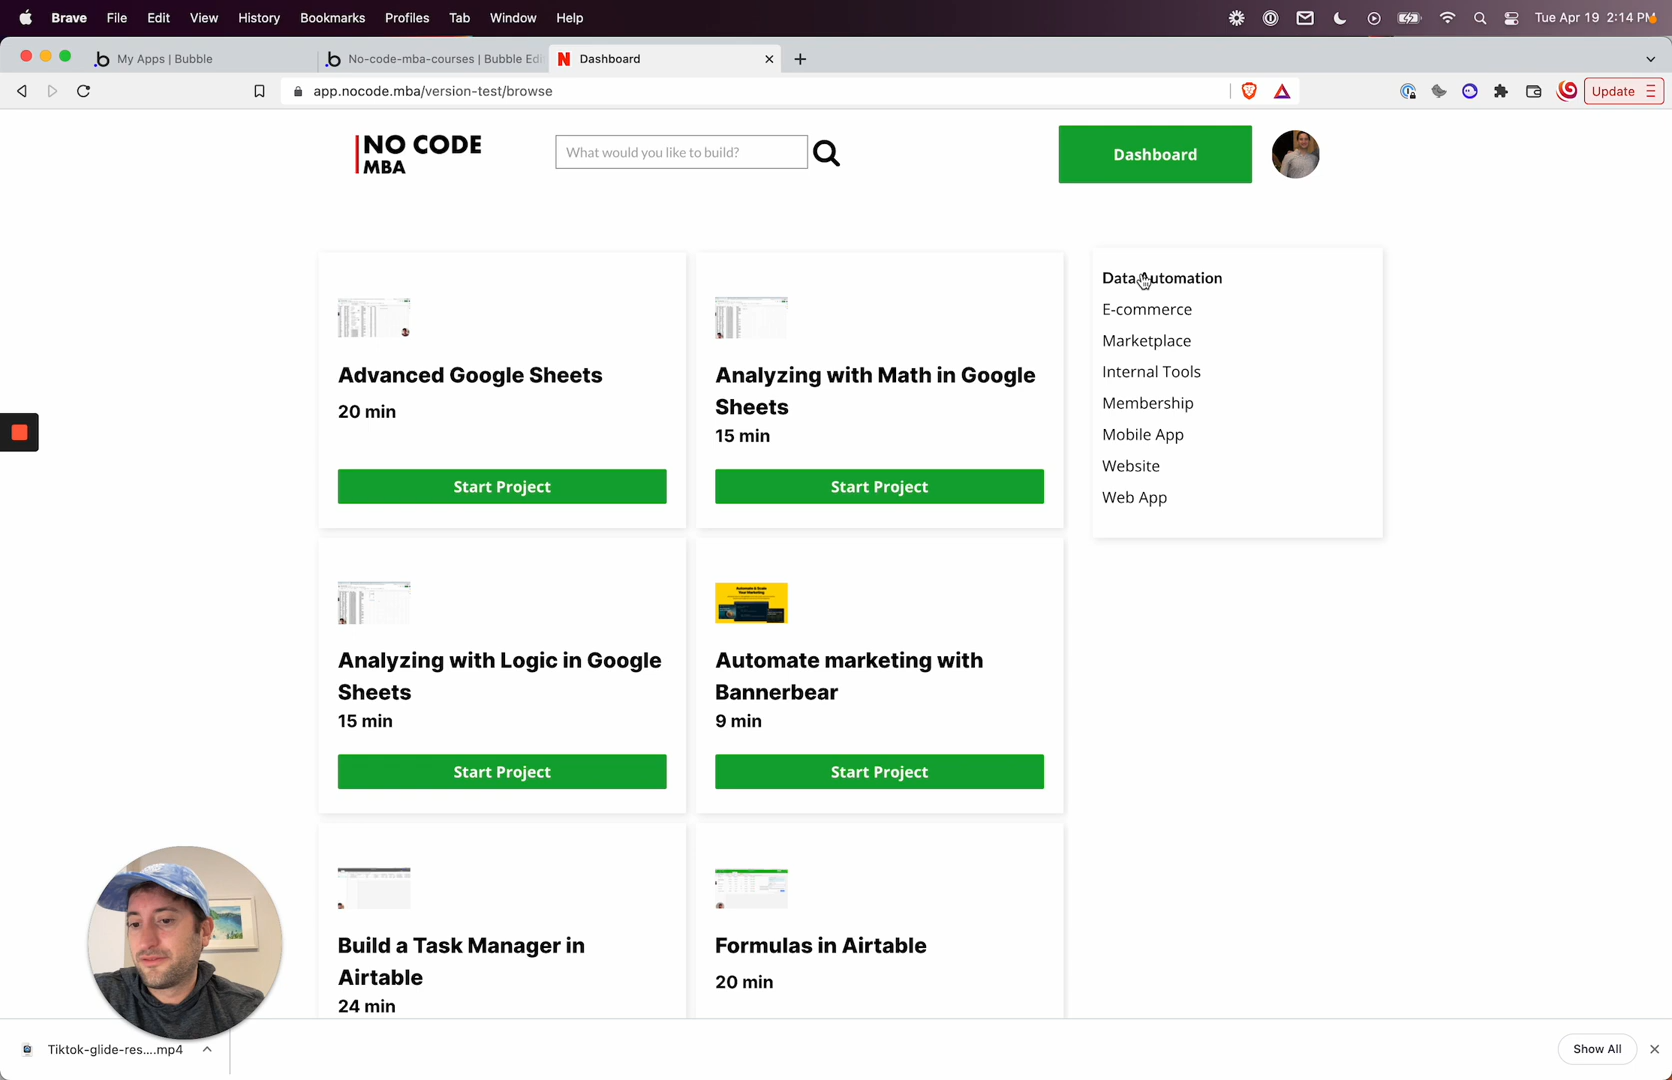 Brave File Edit View History Bookmarks Profiles Tab Window Help Tue Apr 19 2:14 PM
My Apps | Bubble No-code-mba-courses | Bubble Edi Dashboard
app.nocode.mba/version-test/browse Update
NO CODE
MBA
What would you like to build?
Dashboard
Advanced Google Sheets
20 min
Start Project
Analyzing with Math in Google
Sheets
15 min
Start Project
Data Automation
E-commerce
Marketplace
Internal Tools
Membership
Mobile App
Website
Web App
Analyzing with Logic in Google
Sheets
15 min
Start Project
Automate marketing with
Bannerbear
9 min
Start Project
Build a Task Manager in
Airtable
24 min
Formulas in Airtable
20 min
Tiktok-glide-res....mp4
Show All